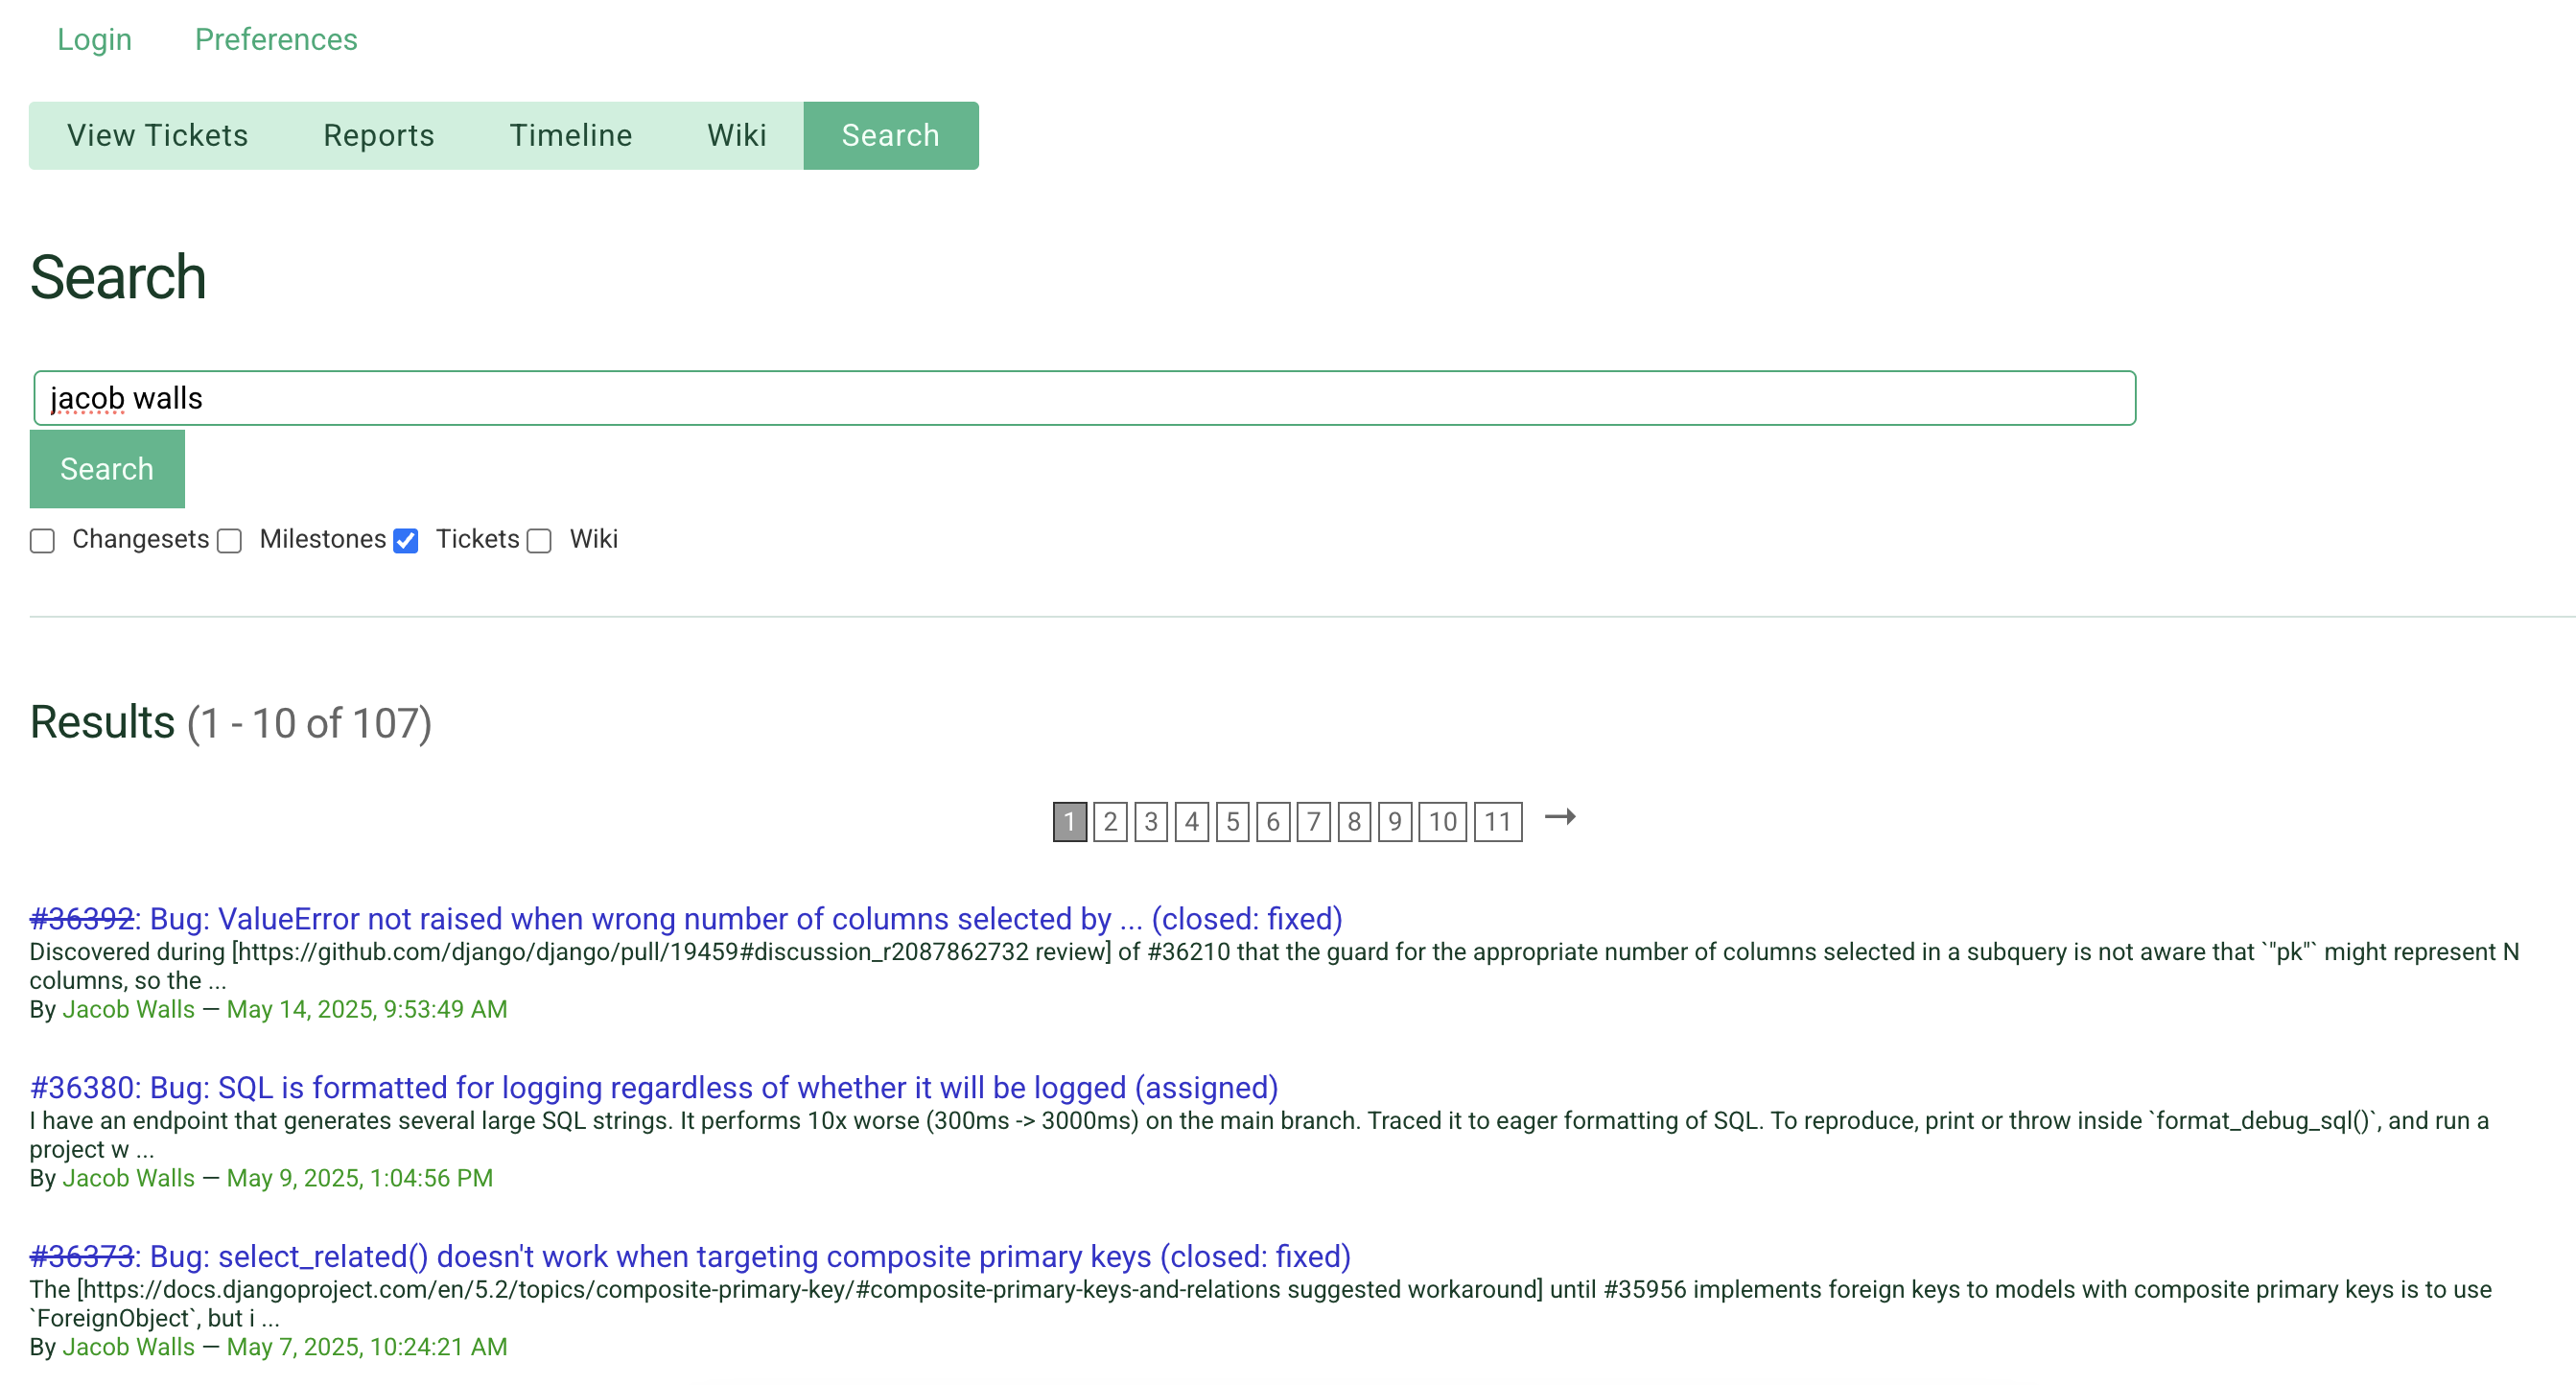 Login Preferences
View Tickets Reports Timeline Wiki Search
Search
jacob walls
Search
Changesets Milestones Tickets Wiki
Results (1 - 10 of 107)
1 2 3 4 5 6 7 8 9 10 11 →
#36392: Bug: ValueError not raised when wrong number of columns selected by ... (closed: fixed)
Discovered during [https://github.com/django/django/pull/19459#discussion_r2087862732 review] of #36210 that the guard for the appropriate number of columns selected in a subquery is not aware that `"pk"` might represent N
columns, so the ...
By Jacob Walls — May 14, 2025, 9:53:49 AM
#36380: Bug: SQL is formatted for logging regardless of whether it will be logged (assigned)
I have an endpoint that generates several large SQL strings. It performs 10x worse (300ms -> 3000ms) on the main branch. Traced it to eager formatting of SQL. To reproduce, print or throw inside `format_debug_sql()`, and run a
project w ...
By Jacob Walls — May 9, 2025, 1:04:56 PM
#36373: Bug: select_related() doesn't work when targeting composite primary keys (closed: fixed)
The [https://docs.djangoproject.com/en/5.2/topics/composite-primary-key/#composite-primary-keys-and-relations suggested workaround] until #35956 implements foreign keys to models with composite primary keys is to use
`ForeignObject`, but i ...
By Jacob Walls — May 7, 2025, 10:24:21 AM